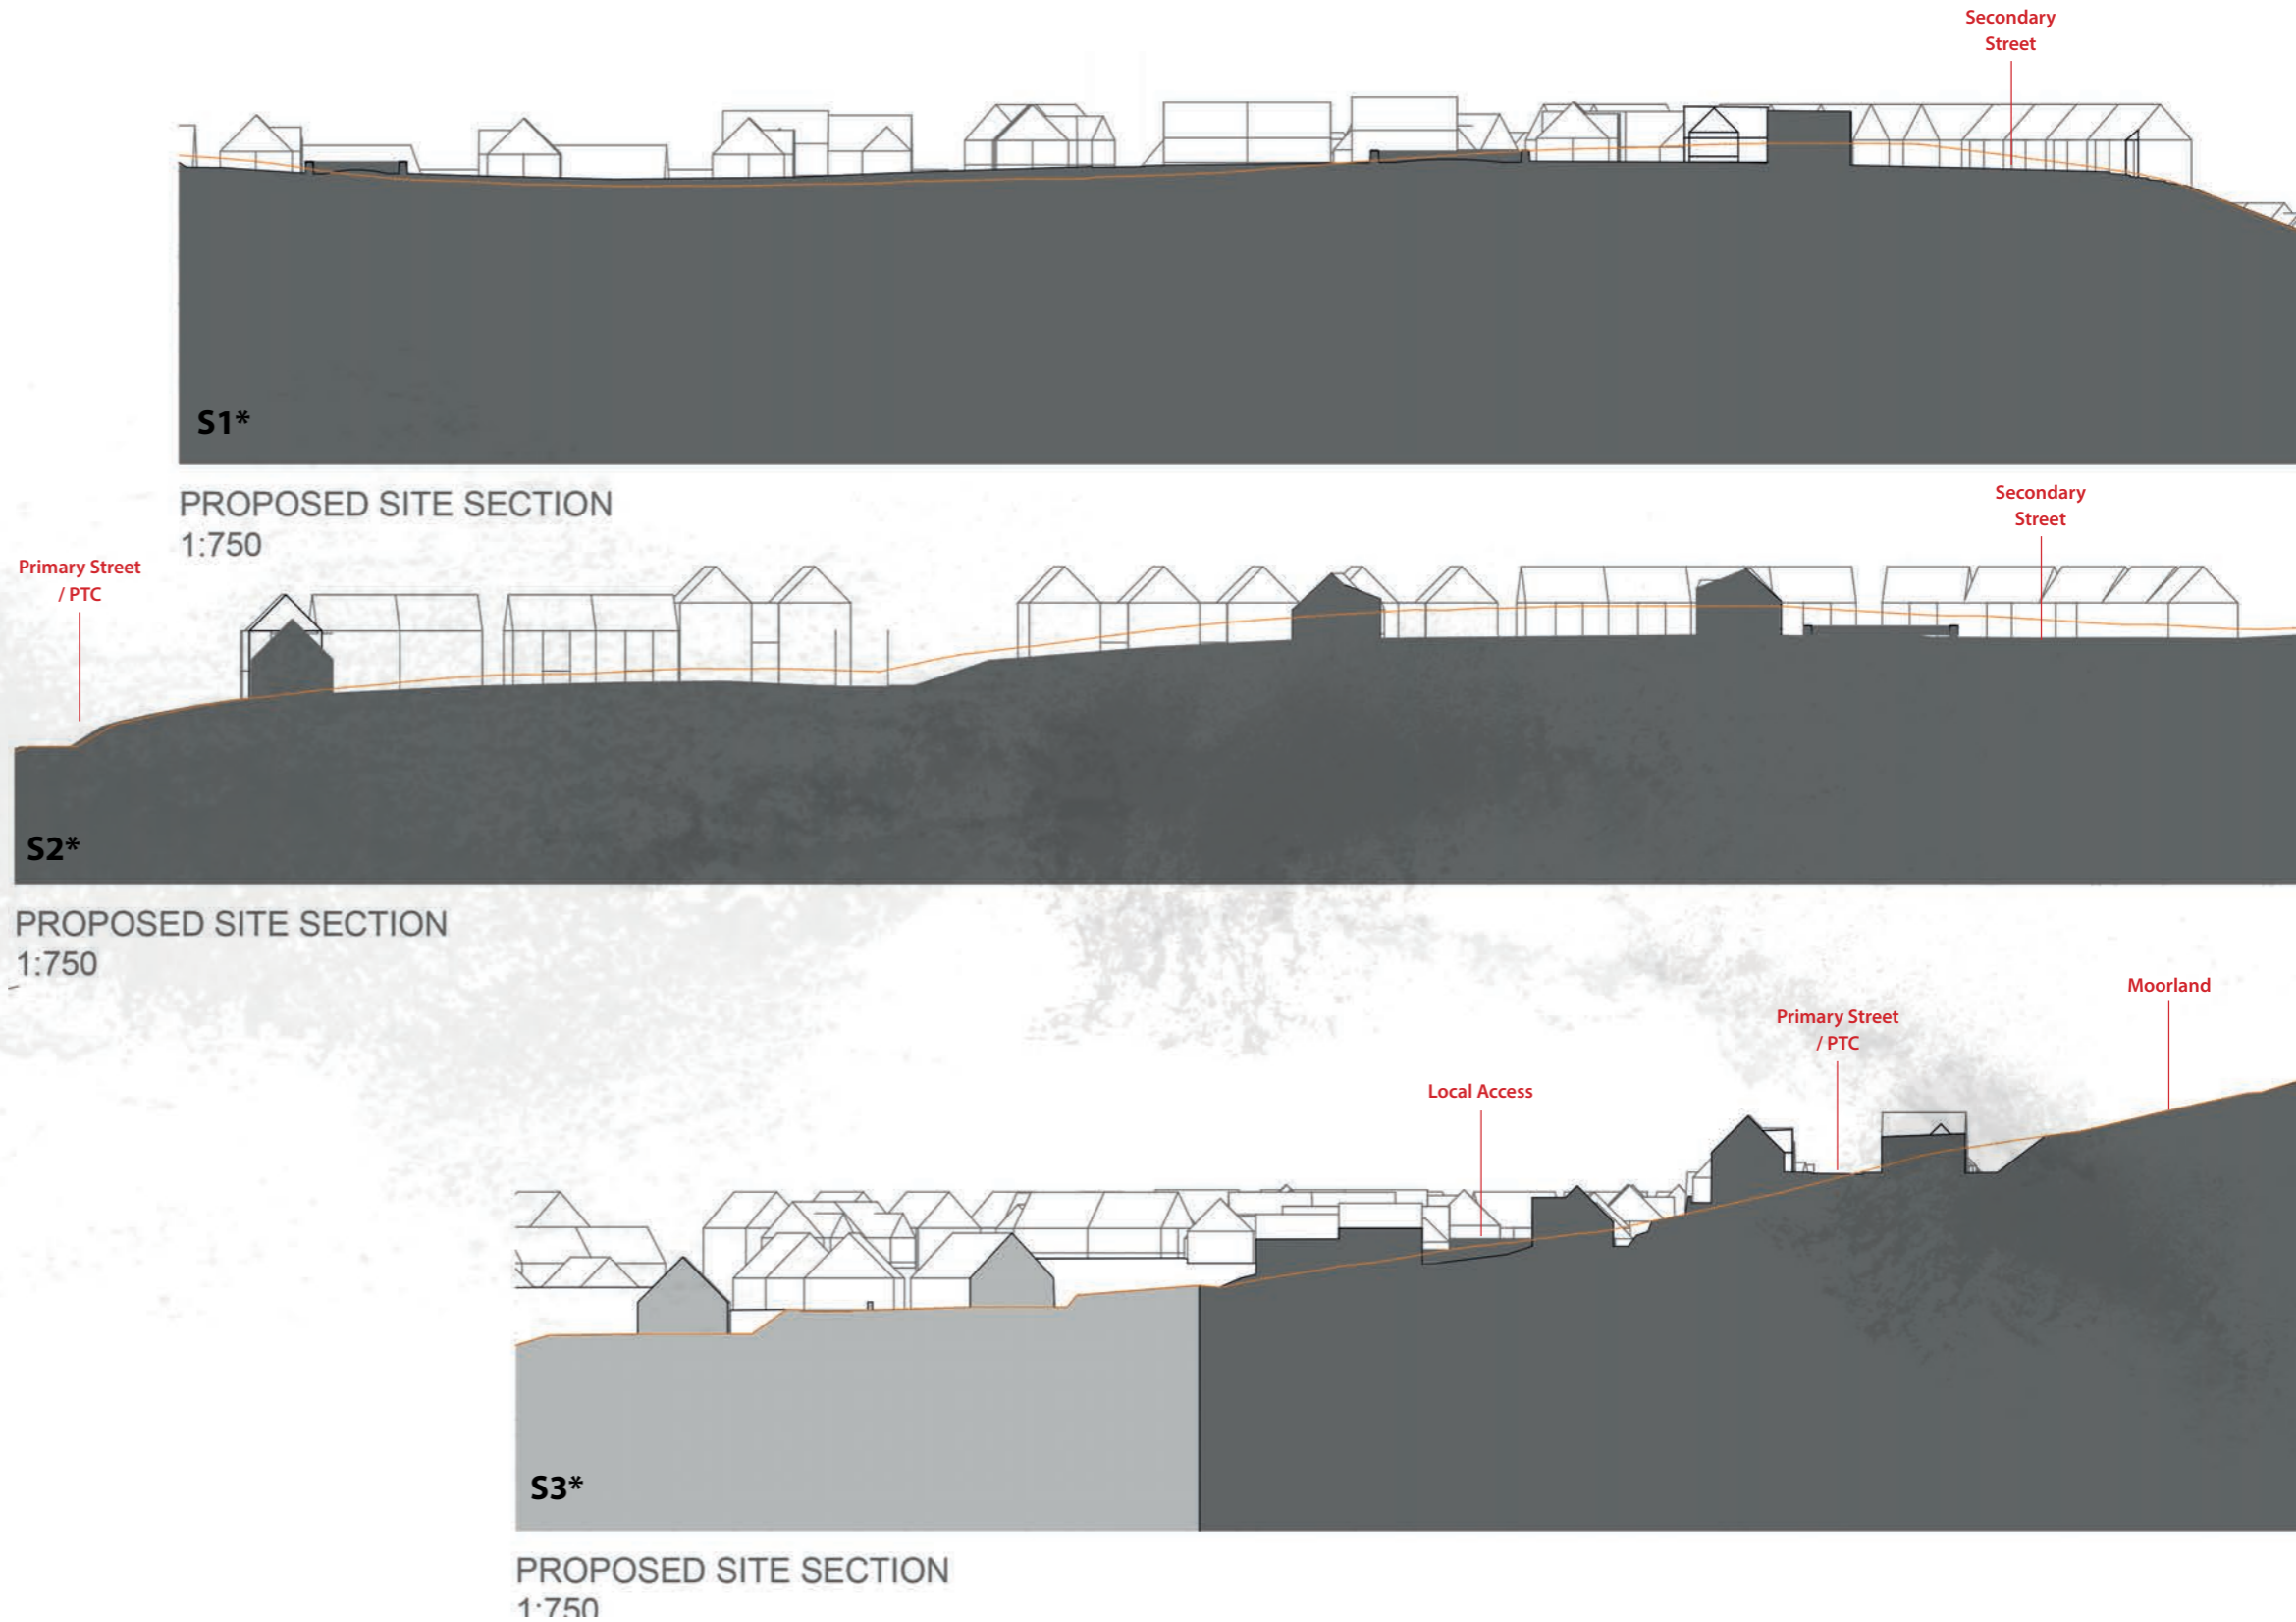 Secondary
Street
S1*
PROPOSED SITE SECTION
1:750
Secondary
Street
Primary Street
/ PTC
S2*
PROPOSED SITE SECTION
1:750
Moorland
Primary Street
/ PTC
Local Access
S3*
PROPOSED SITE SECTION
1:750